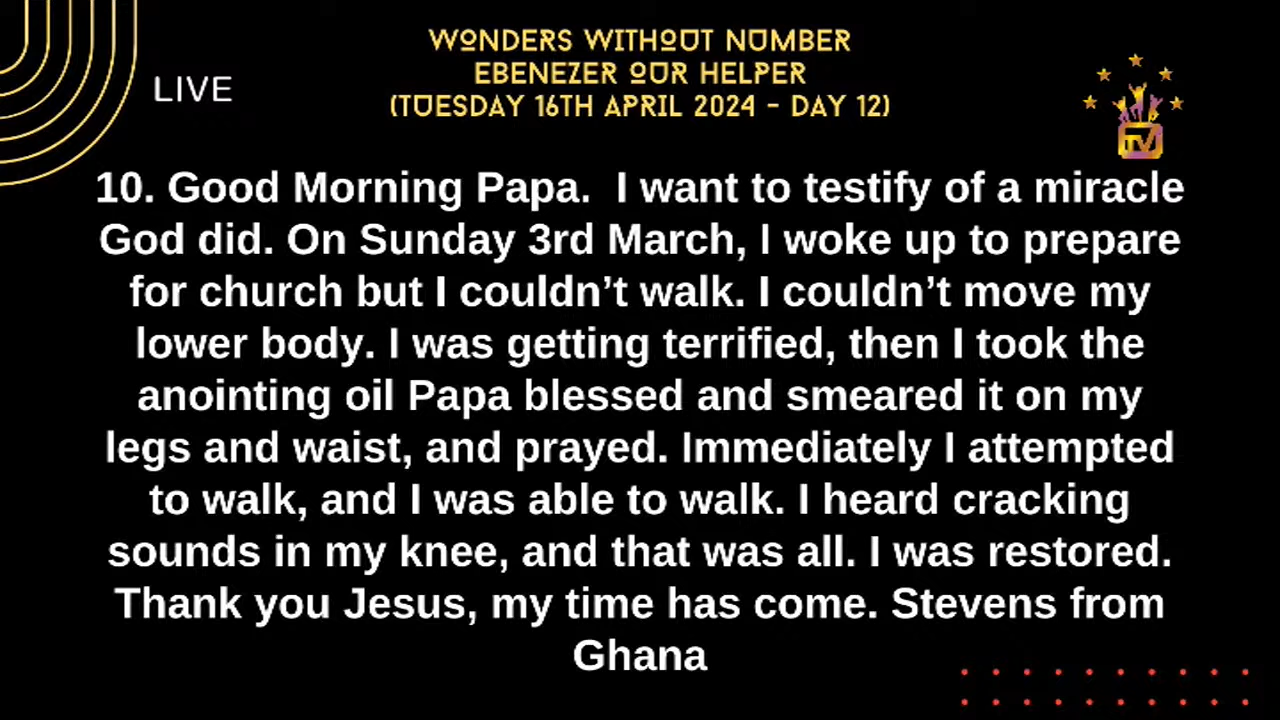 WONDERS WITHOUT NUMBER
EBENEZER OUR HELPER
(TUESDAY 16TH APRIL 2024 - DAY 12)
LIVE
TV
10. Good Morning Papa.  I want to testify of a miracle
God did. On Sunday 3rd March, I woke up to prepare
for church but I couldn’t walk. I couldn’t move my
lower body. I was getting terrified, then I took the
anointing oil Papa blessed and smeared it on my
legs and waist, and prayed. Immediately I attempted
to walk, and I was able to walk. I heard cracking
sounds in my knee, and that was all. I was restored.
Thank you Jesus, my time has come. Stevens from
Ghana